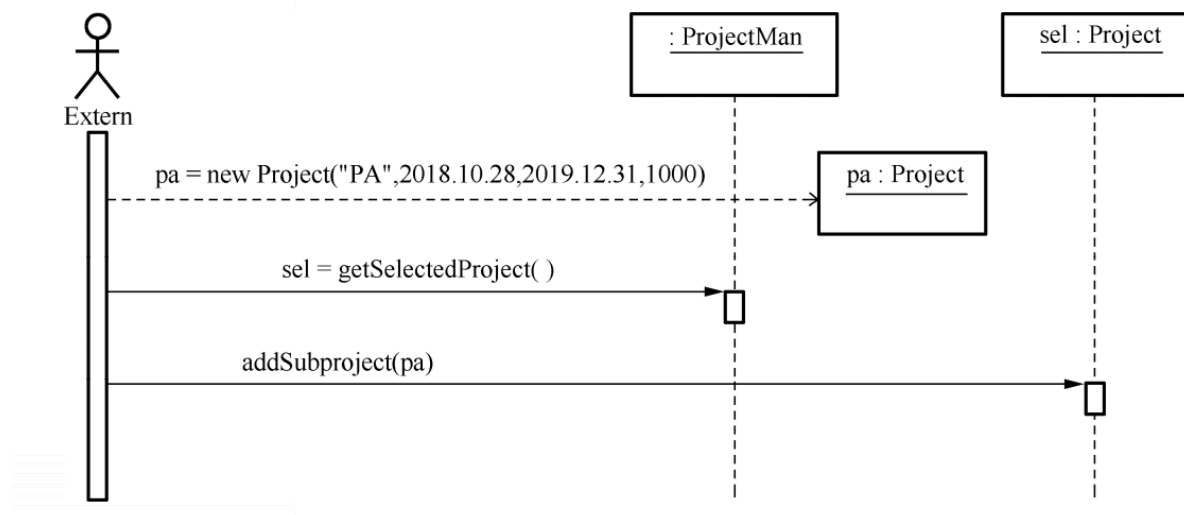 : ProjectMan
sel : Project
Extern
pa = new Project("PA",2018.10.28,2019.12.31,1000)
pa : Project
sel = getSelectedProject( )
addSubproject(pa)